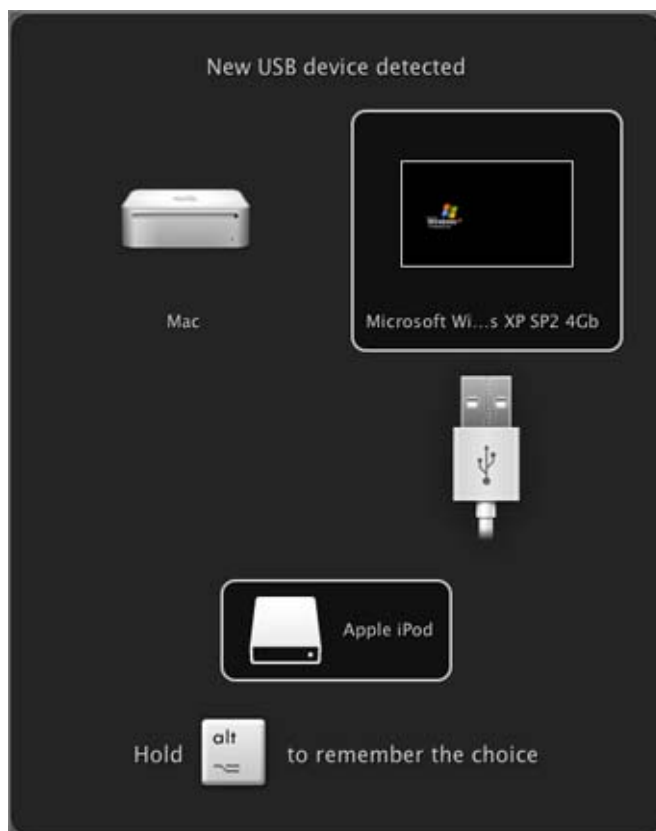 New USB device detected
Mac
Microsoft Wi...s XP SP2 4Gb
Apple iPod
Hold alt to remember the choice